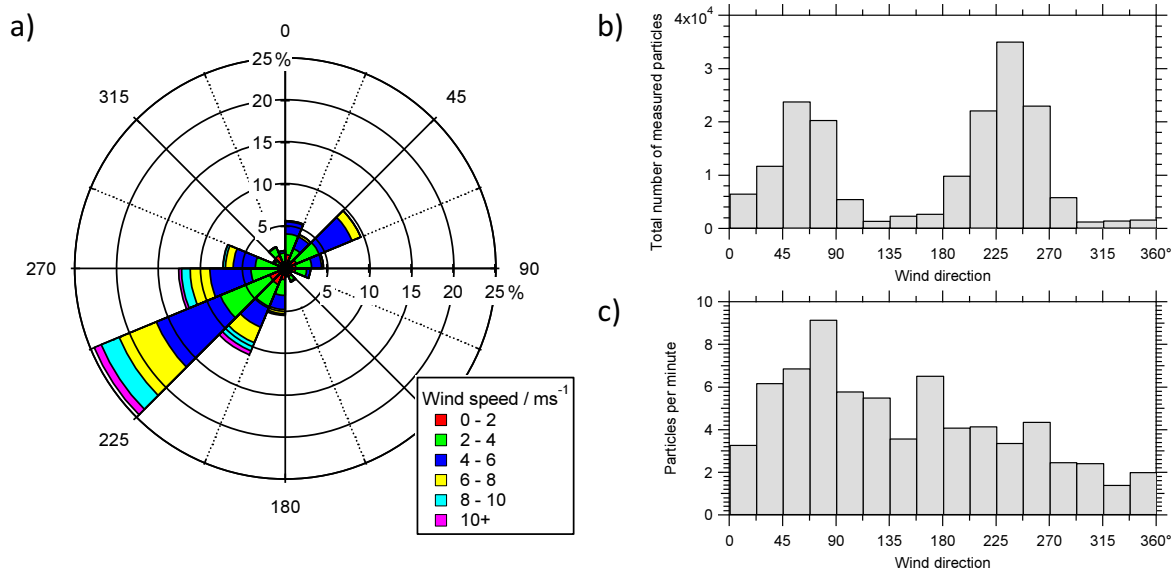 a)
0
45
90
180
225
270
315
25 %
20
15
10
5
5 10 15 20 25 %
Wind speed / ms-1
0 - 2
2 - 4
4 - 6
6 - 8
8 - 10
10+
b)
Total number of measured particles
4x10^4
3
2
1
0
0 45 90 135 180 225 270 315 360°
Wind direction
c)
Particles per minute
10
8
6
4
2
0
0 45 90 135 180 225 270 315 360°
Wind direction